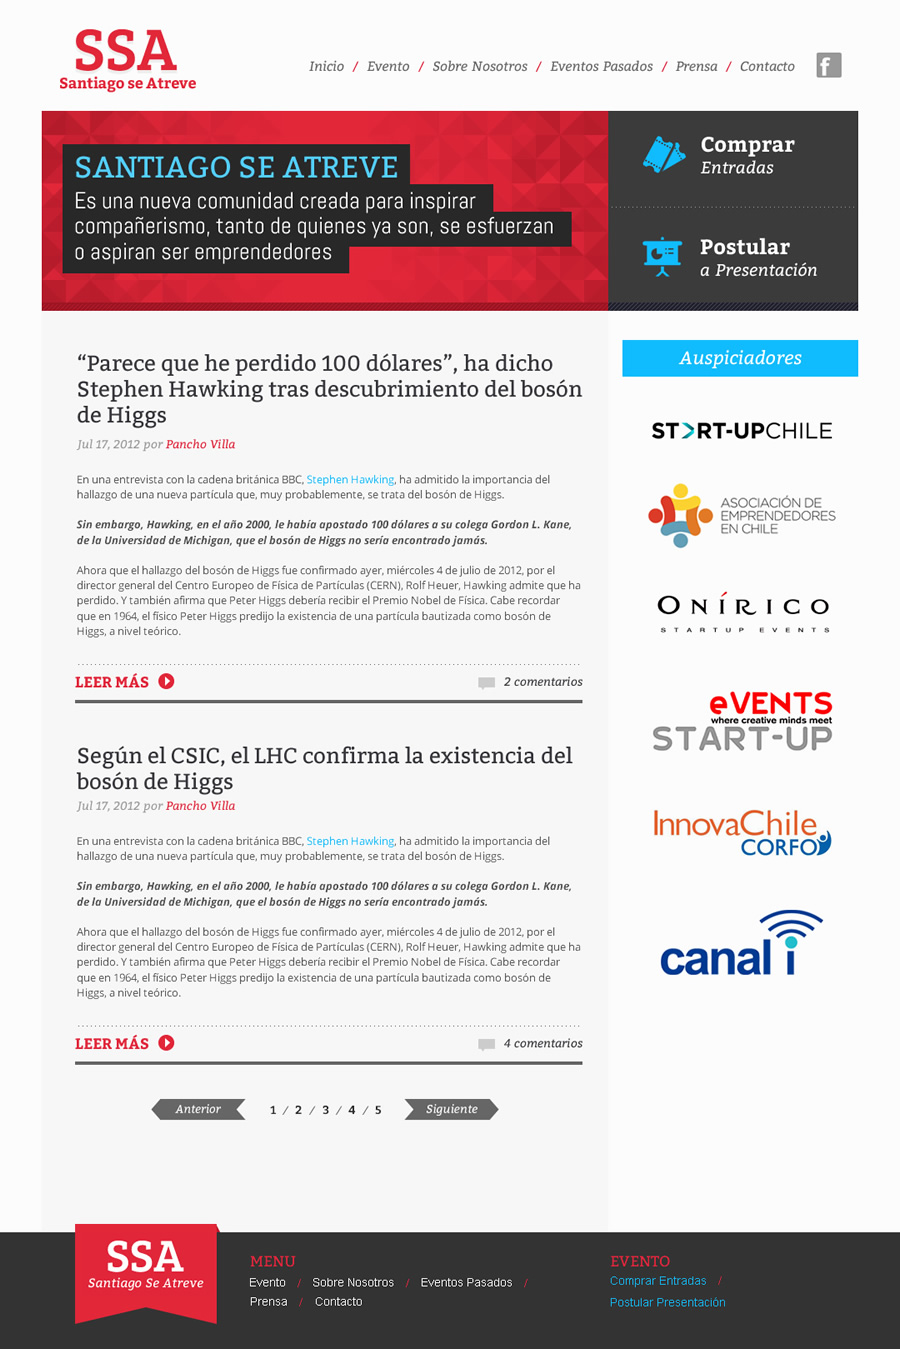 SSA
Santiago se Atreve
Inicio / Evento / Sobre Nosotros / Eventos Pasados / Prensa / Contacto
f
SANTIAGO SE ATREVE
Es una nueva comunidad creada para inspirar
compañerismo, tanto de quienes ya son, se esfuerzan
o aspiran ser emprendedores
Comprar
Entradas
Postular
a Presentación
“Parece que he perdido 100 dólares”, ha dicho
Stephen Hawking tras descubrimiento del bosón
de Higgs
Jul 17, 2012 por Pancho Villa
En una entrevista con la cadena británica BBC, Stephen Hawking, ha admitido la importancia del
hallazgo de una nueva partícula que, muy probablemente, se trata del bosón de Higgs.
Sin embargo, Hawking, en el año 2000, le había apostado 100 dólares a su colega Gordon L. Kane,
de la Universidad de Michigan, que el bosón de Higgs no sería encontrado jamás.
Ahora que el hallazgo del bosón de Higgs fue confirmado ayer, miércoles 4 de julio de 2012, por el
director general del Centro Europeo de Física de Partículas (CERN), Rolf Heuer, Hawking admite que ha
perdido. Y también afirma que Peter Higgs debería recibir el Premio Nobel de Física. Cabe recordar
que en 1964, el físico Peter Higgs predijo la existencia de una partícula bautizada como bosón de
Higgs, a nivel teórico.
LEER MÁS
2 comentarios
Según el CSIC, el LHC confirma la existencia del
bosón de Higgs
Jul 17, 2012 por Pancho Villa
En una entrevista con la cadena británica BBC, Stephen Hawking, ha admitido la importancia del
hallazgo de una nueva partícula que, muy probablemente, se trata del bosón de Higgs.
Sin embargo, Hawking, en el año 2000, le había apostado 100 dólares a su colega Gordon L. Kane,
de la Universidad de Michigan, que el bosón de Higgs no sería encontrado jamás.
Ahora que el hallazgo del bosón de Higgs fue confirmado ayer, miércoles 4 de julio de 2012, por el
director general del Centro Europeo de Física de Partículas (CERN), Rolf Heuer, Hawking admite que ha
perdido. Y también afirma que Peter Higgs debería recibir el Premio Nobel de Física. Cabe recordar
que en 1964, el físico Peter Higgs predijo la existencia de una partícula bautizada como bosón de
Higgs, a nivel teórico.
LEER MÁS
4 comentarios
Anterior
1 / 2 / 3 / 4 / 5
Siguiente
Auspiciadores
START-UPCHILE
ASOCIACIÓN DE
EMPRENDEDORES
EN CHILE
ONÍRICO
STARTUP EVENTS
eVENTS
where creative minds meet
START-UP
InnovaChile
CORFO
canal i
SSA
Santiago Se Atreve
MENU
Evento / Sobre Nosotros / Eventos Pasados /
Prensa / Contacto
EVENTO
Comprar Entradas /
Postular Presentación